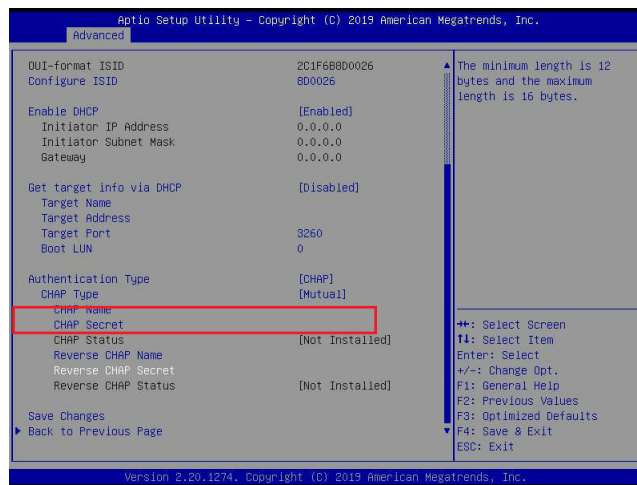 Aptio Setup Utility – Copyright (C) 2019 American Megatrends, Inc.
Advanced
OUI-format ISID 2C1F6B8D0026
Configure ISID 8D0026
Enable DHCP [Enabled]
Initiator IP Address 0.0.0.0
Initiator Subnet Mask 0.0.0.0
Gateway 0.0.0.0
Get target info via DHCP [Disabled]
Target Name
Target Address
Target Port 3260
Boot LUN 0
Authentication Type [CHAP]
CHAP Type [Mutual]
CHAP Name
CHAP Secret
CHAP Status [Not Installed]
Reverse CHAP Name
Reverse CHAP Secret
Reverse CHAP Status [Not Installed]
Save Changes
Back to Previous Page
The minimum length is 12
bytes and the maximum
length is 16 bytes.
→←: Select Screen
↑↓: Select Item
Enter: Select
+/-: Change Opt.
F1: General Help
F2: Previous Values
F3: Optimized Defaults
F4: Save & Exit
ESC: Exit
Version 2.20.1274. Copyright (C) 2019 American Megatrends, Inc.